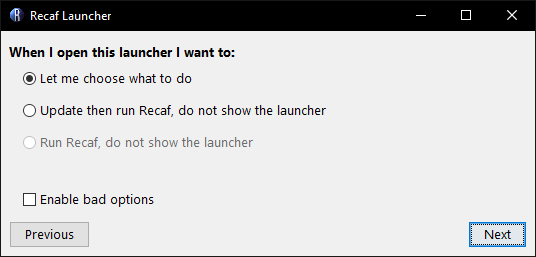 Recaf Launcher
When I open this launcher I want to:
Let me choose what to do
Update then run Recaf, do not show the launcher
Run Recaf, do not show the launcher
Enable bad options
Previous
Next